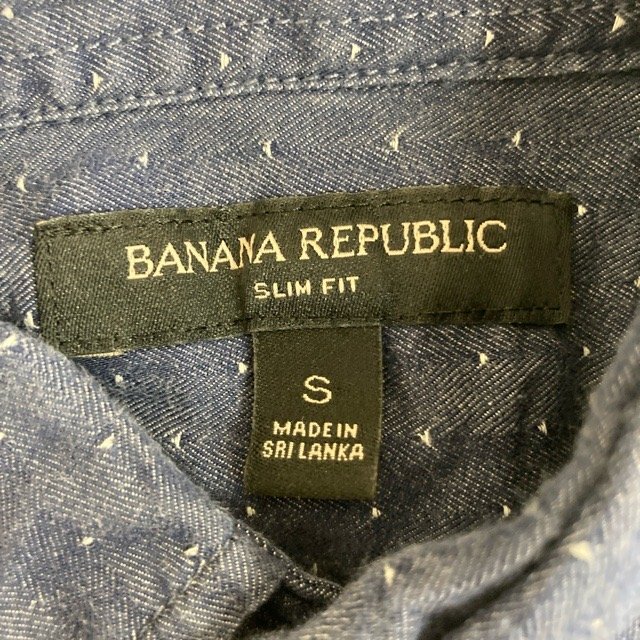 BANANA REPUBLIC
SLIM FIT
S
MADE IN
SRI LANKA